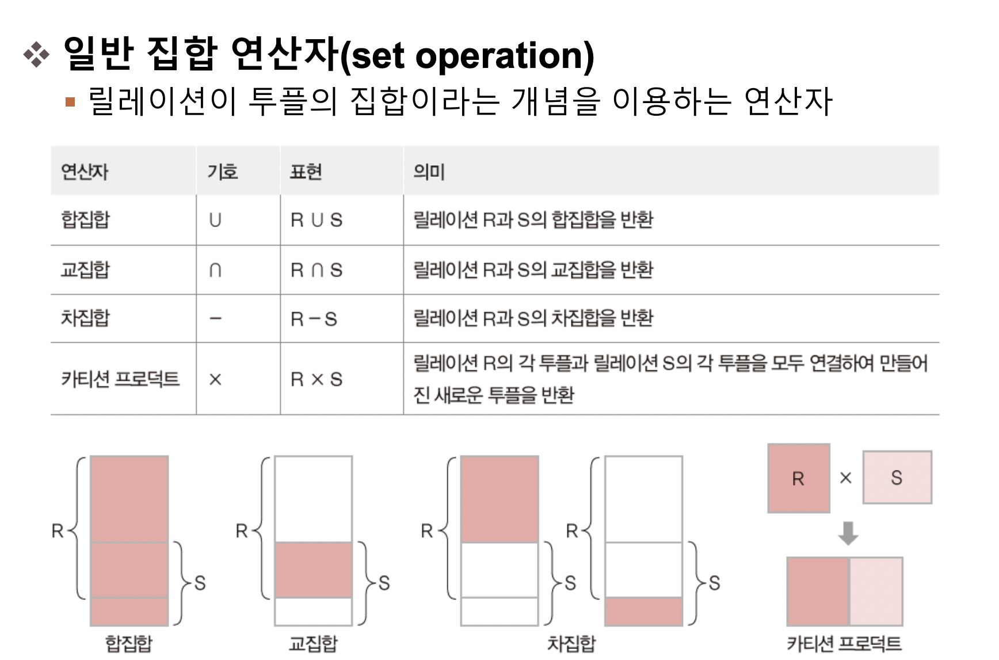 일반 집합 연산자(set operation)
릴레이션이 투플의 집합이라는 개념을 이용하는 연산자
연산자 기호 표현 의미
합집합 ∪ R ∪ S 릴레이션 R과 S의 합집합을 반환
교집합 ∩ R ∩ S 릴레이션 R과 S의 교집합을 반환
차집합 − R − S 릴레이션 R과 S의 차집합을 반환
카티션 프로덕트 × R × S 릴레이션 R의 각 투플과 릴레이션 S의 각 투플을 모두 연결하여 만들어
진 새로운 투플을 반환
R S
합집합
R S
교집합
R S R S
차집합
R × S
카티션 프로덕트